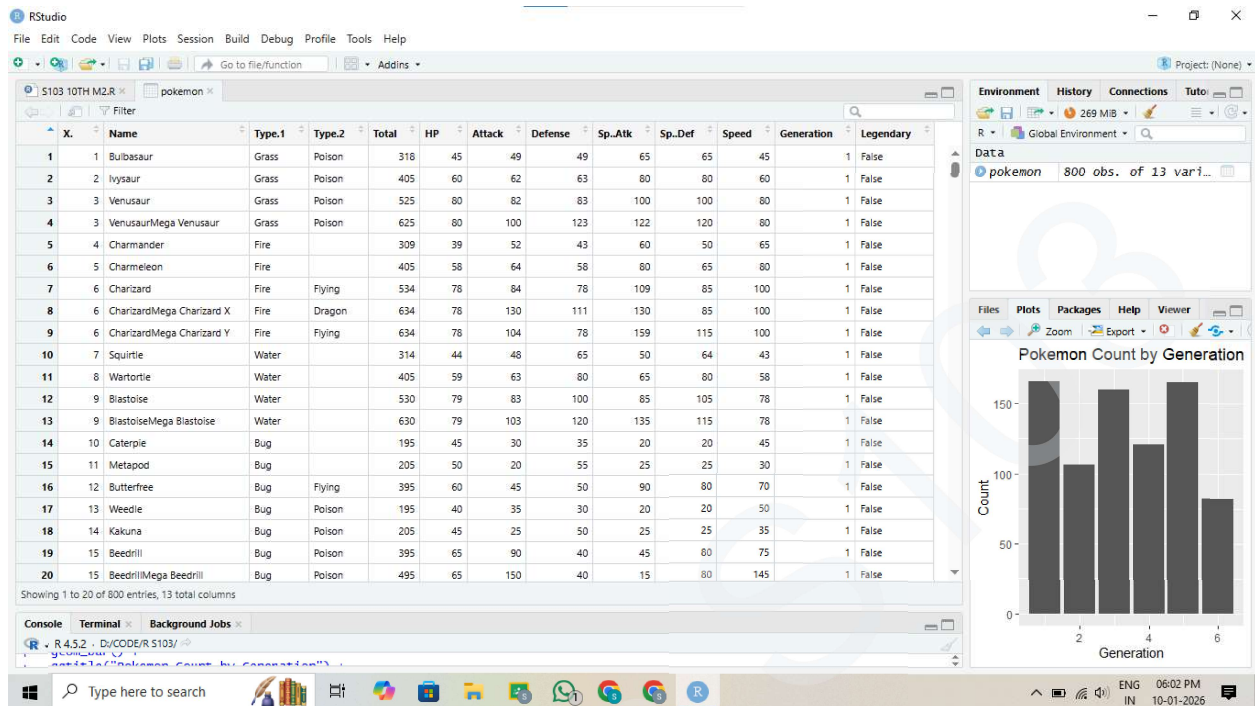 RStudio
File Edit Code View Plots Session Build Debug Profile Tools Help
Go to file/function Addins Project: (None)
S103 10TH M2.R pokemon
Filter
X. Name Type.1 Type.2 Total HP Attack Defense Sp..Atk Sp..Def Speed Generation Legendary
1 1 Bulbasaur Grass Poison 318 45 49 49 65 65 45 1 False
2 2 Ivysaur Grass Poison 405 60 62 63 80 80 60 1 False
3 3 Venusaur Grass Poison 525 80 82 83 100 100 80 1 False
4 3 VenusaurMega Venusaur Grass Poison 625 80 100 123 122 120 80 1 False
5 4 Charmander Fire 309 39 52 43 60 50 65 1 False
6 5 Charmeleon Fire 405 58 64 58 80 65 80 1 False
7 6 Charizard Fire Flying 534 78 84 78 109 85 100 1 False
8 6 CharizardMega Charizard X Fire Dragon 634 78 130 111 130 85 100 1 False
9 6 CharizardMega Charizard Y Fire Flying 634 78 104 78 159 115 100 1 False
10 7 Squirtle Water 314 44 48 65 50 64 43 1 False
11 8 Wartortle Water 405 59 63 80 65 80 58 1 False
12 9 Blastoise Water 530 79 83 100 85 105 78 1 False
13 9 BlastoiseMega Blastoise Water 630 79 103 120 135 115 78 1 False
14 10 Caterpie Bug 195 45 30 35 20 20 45 1 False
15 11 Metapod Bug 205 50 20 55 25 25 30 1 False
16 12 Butterfree Bug Flying 395 60 45 50 90 80 70 1 False
17 13 Weedle Bug Poison 195 40 35 30 20 20 50 1 False
18 14 Kakuna Bug Poison 205 45 25 50 25 25 35 1 False
19 15 Beedrill Bug Poison 395 65 90 40 45 80 75 1 False
20 15 BeedrillMega Beedrill Bug Poison 495 65 150 40 15 80 145 1 False
Showing 1 to 20 of 800 entries, 13 total columns
Console Terminal Background Jobs
R 4.5.2 · D:/CODE/R S103/
geom_bar() +
ggtitle("Pokemon Count by Generation") +
Environment History Connections Tuto
269 MiB
R Global Environment
Data
pokemon 800 obs. of 13 vari…
Files Plots Packages Help Viewer
Zoom Export
Pokemon Count by Generation
150
100
50
0
Count
2 4 6
Generation
S103
Type here to search
ENG 06:02 PM
IN 10-01-2026